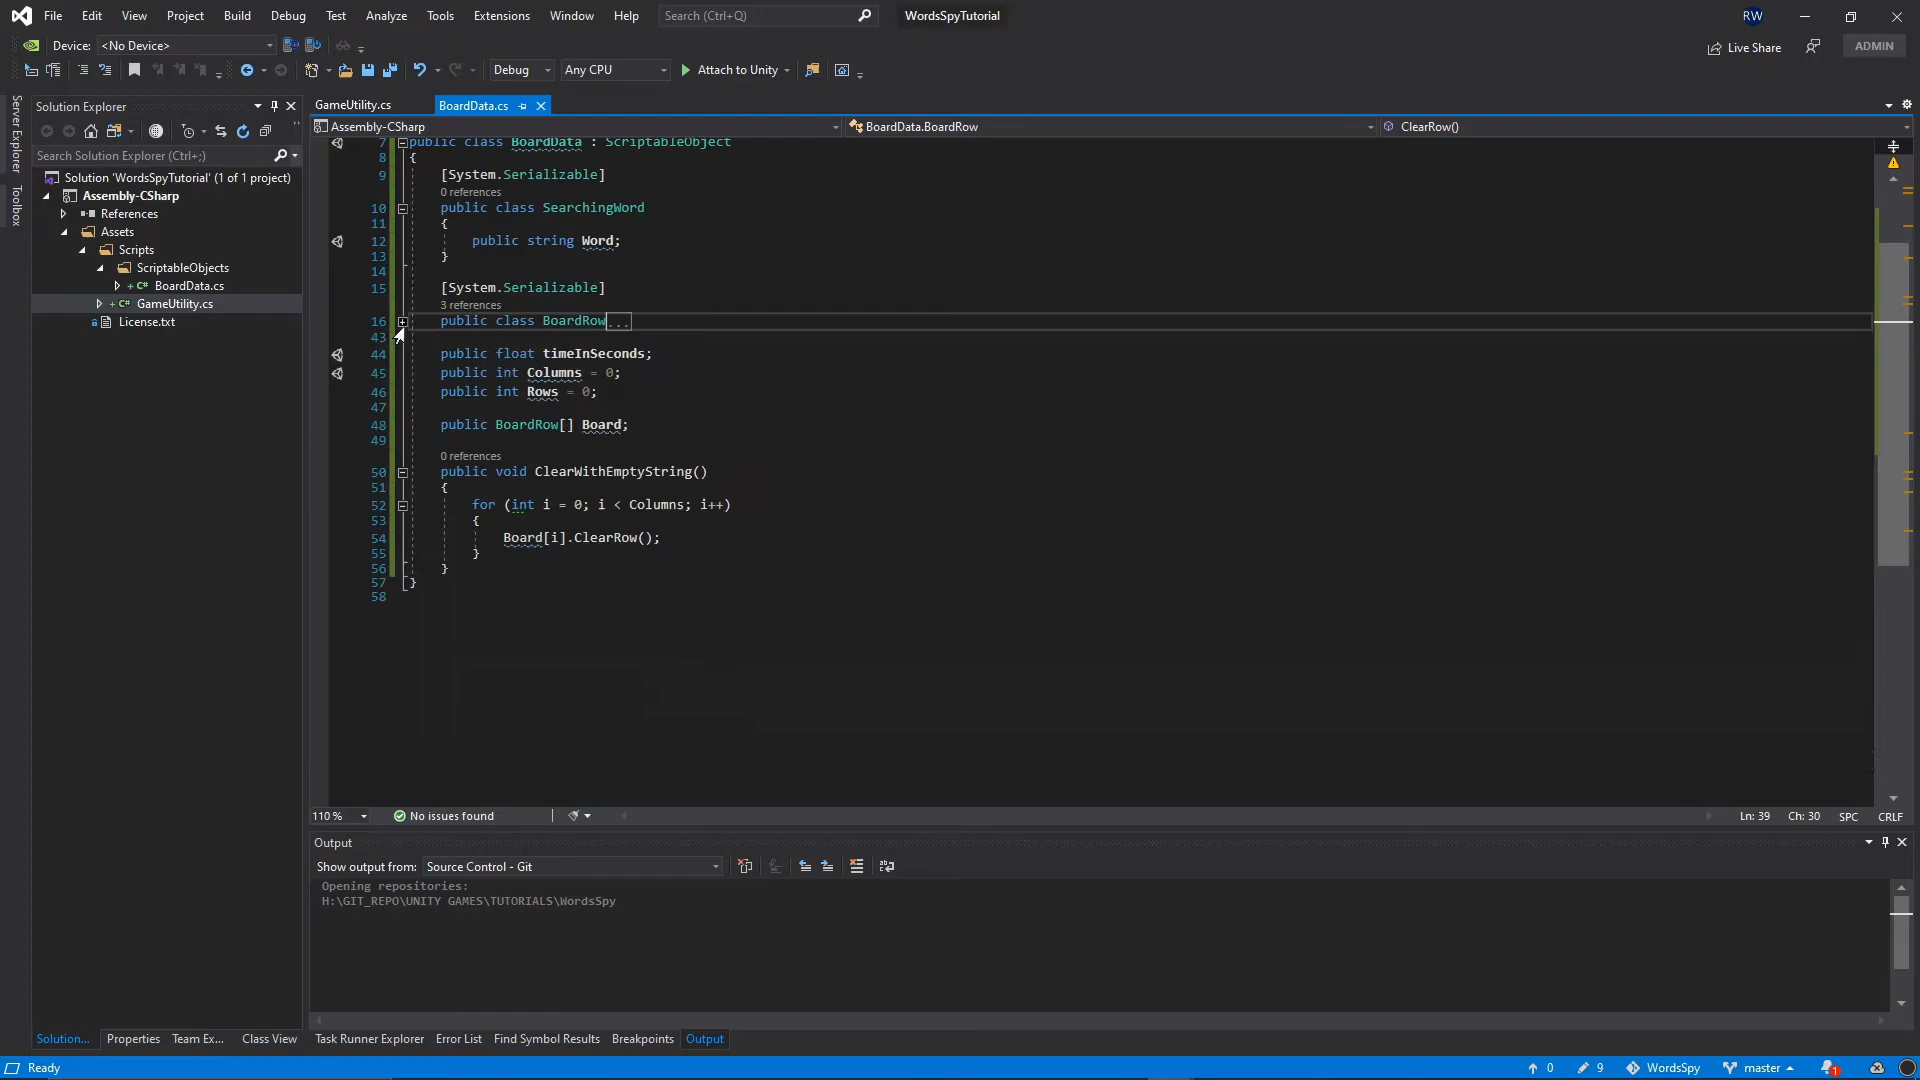 File Edit View Project Build Debug Test Analyze Tools Extensions Window Help Search (Ctrl+Q) WordsSpyTutorial RW
Device: <No Device> Live Share ADMIN
Debug Any CPU Attach to Unity
Server Explorer
Toolbox
Solution Explorer
Search Solution Explorer (Ctrl+;)
Solution 'WordsSpyTutorial' (1 of 1 project)
Assembly-CSharp
References
Assets
Scripts
ScriptableObjects
BoardData.cs
GameUtility.cs
License.txt
Solution... Properties Team Ex... Class View
GameUtility.cs BoardData.cs
Assembly-CSharp BoardData.BoardRow ClearRow()
7 public class BoardData : ScriptableObject
8 {
9 [System.Serializable]
0 references
10 public class SearchingWord
11 {
12 public string Word;
13 }
14
15 [System.Serializable]
3 references
16 public class BoardRow...
43
44 public float timeInSeconds;
45 public int Columns = 0;
46 public int Rows = 0;
47
48 public BoardRow[] Board;
49
0 references
50 public void ClearWithEmptyString()
51 {
52 for (int i = 0; i < Columns; i++)
53 {
54 Board[i].ClearRow();
55 }
56 }
57 }
58
110 % No issues found Ln: 39 Ch: 30 SPC CRLF
Output
Show output from: Source Control - Git
Opening repositories:
H:\GIT_REPO\UNITY GAMES\TUTORIALS\WordsSpy
Task Runner Explorer Error List Find Symbol Results Breakpoints Output
Ready 0 9 WordsSpy master 1